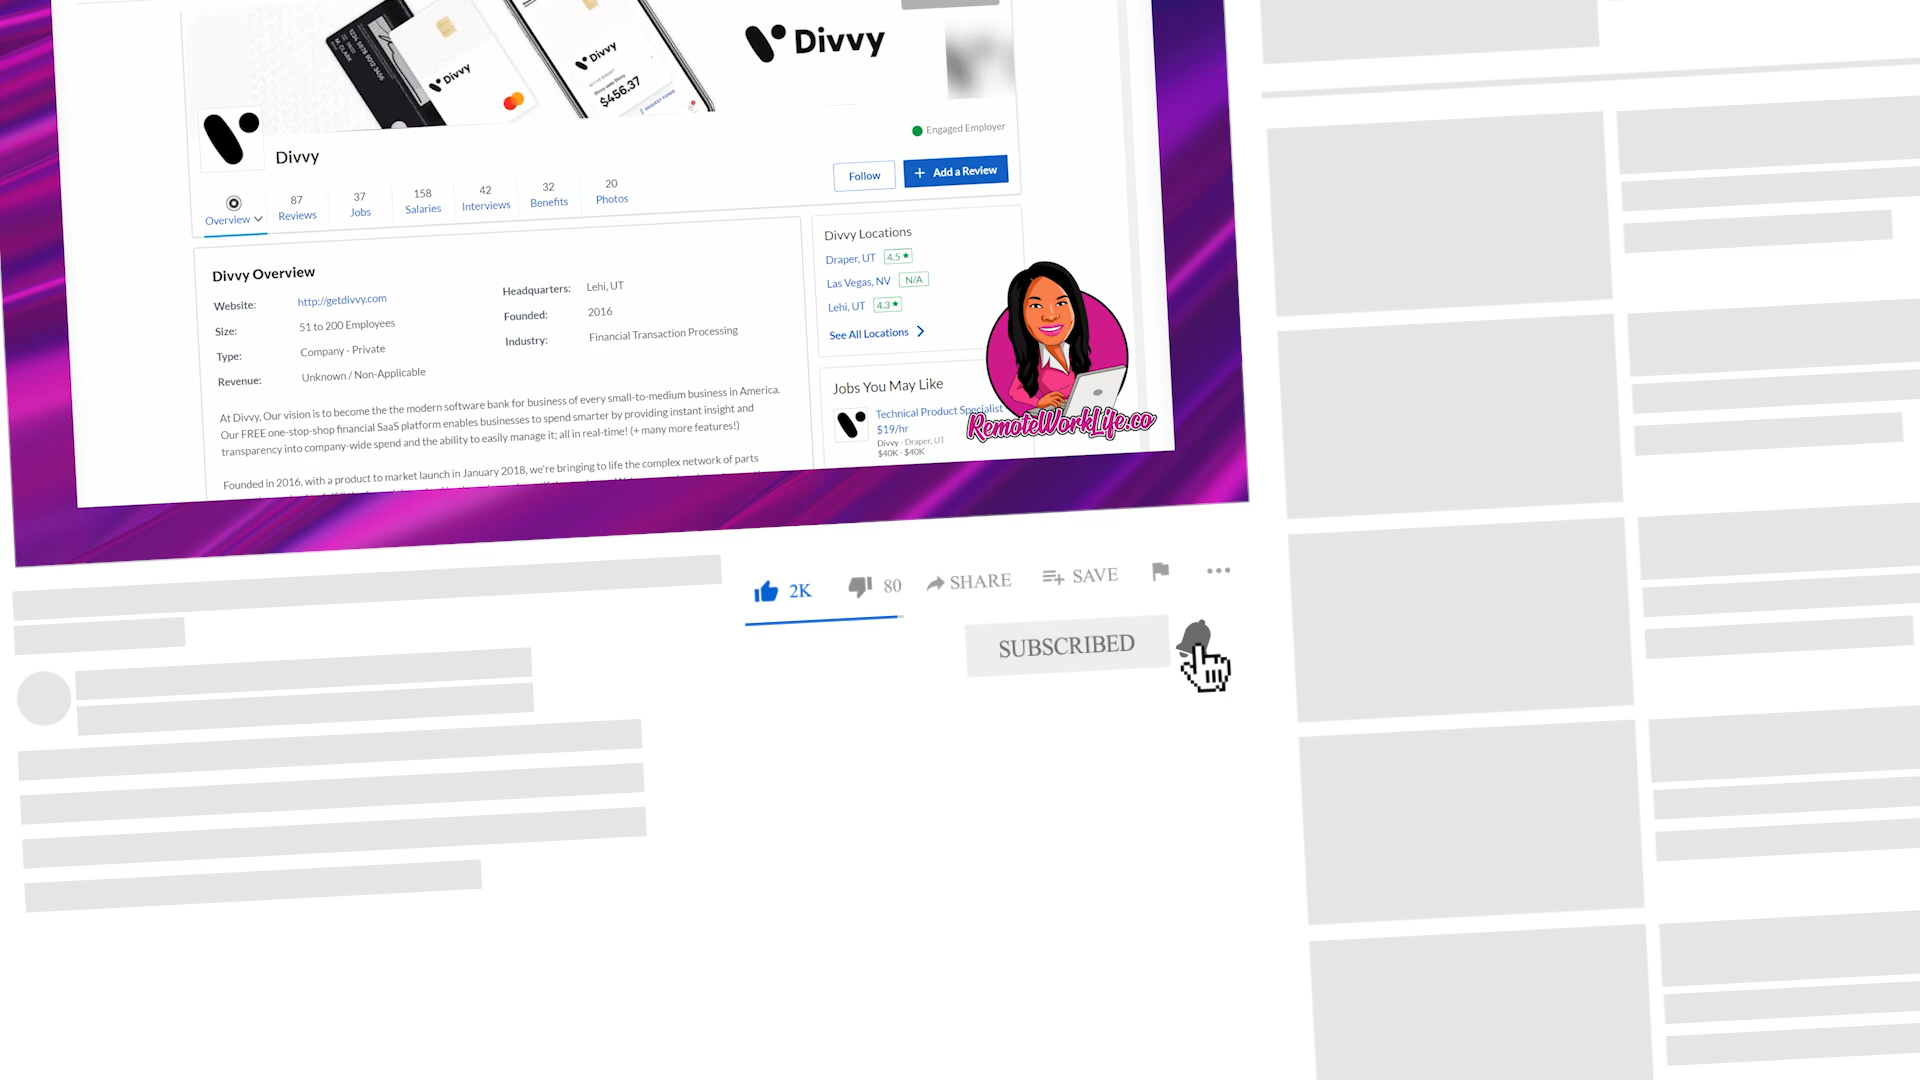 Divvy
Divvy
Divvy
$456.37
REQUEST FUNDS
Engaged Employer
Divvy
Follow
+ Add a Review
Overview
87
Reviews
37
Jobs
158
Salaries
42
Interviews
32
Benefits
20
Photos
Divvy Overview
Website: http://getdivvy.com
Size: 51 to 200 Employees
Type: Company - Private
Revenue: Unknown / Non-Applicable
Headquarters: Lehi, UT
Founded: 2016
Industry: Financial Transaction Processing
At Divvy, Our vision is to become the the modern software bank for business of every small-to-medium business in America.
Our FREE one-stop-shop financial SaaS platform enables businesses to spend smarter by providing instant insight and
transparency into company-wide spend and the ability to easily manage it; all in real-time! (+ many more features!)
Founded in 2016, with a product to market launch in January 2018, we're bringing to life the complex network of parts
Divvy Locations
Draper, UT 4.5 ★
Las Vegas, NV N/A
Lehi, UT 4.3 ★
See All Locations
Jobs You May Like
Technical Product Specialist
$19/hr
Divvy - Draper, UT
$40K - $40K
RemoteWorkLife.co
2K
80
SHARE
SAVE
SUBSCRIBED